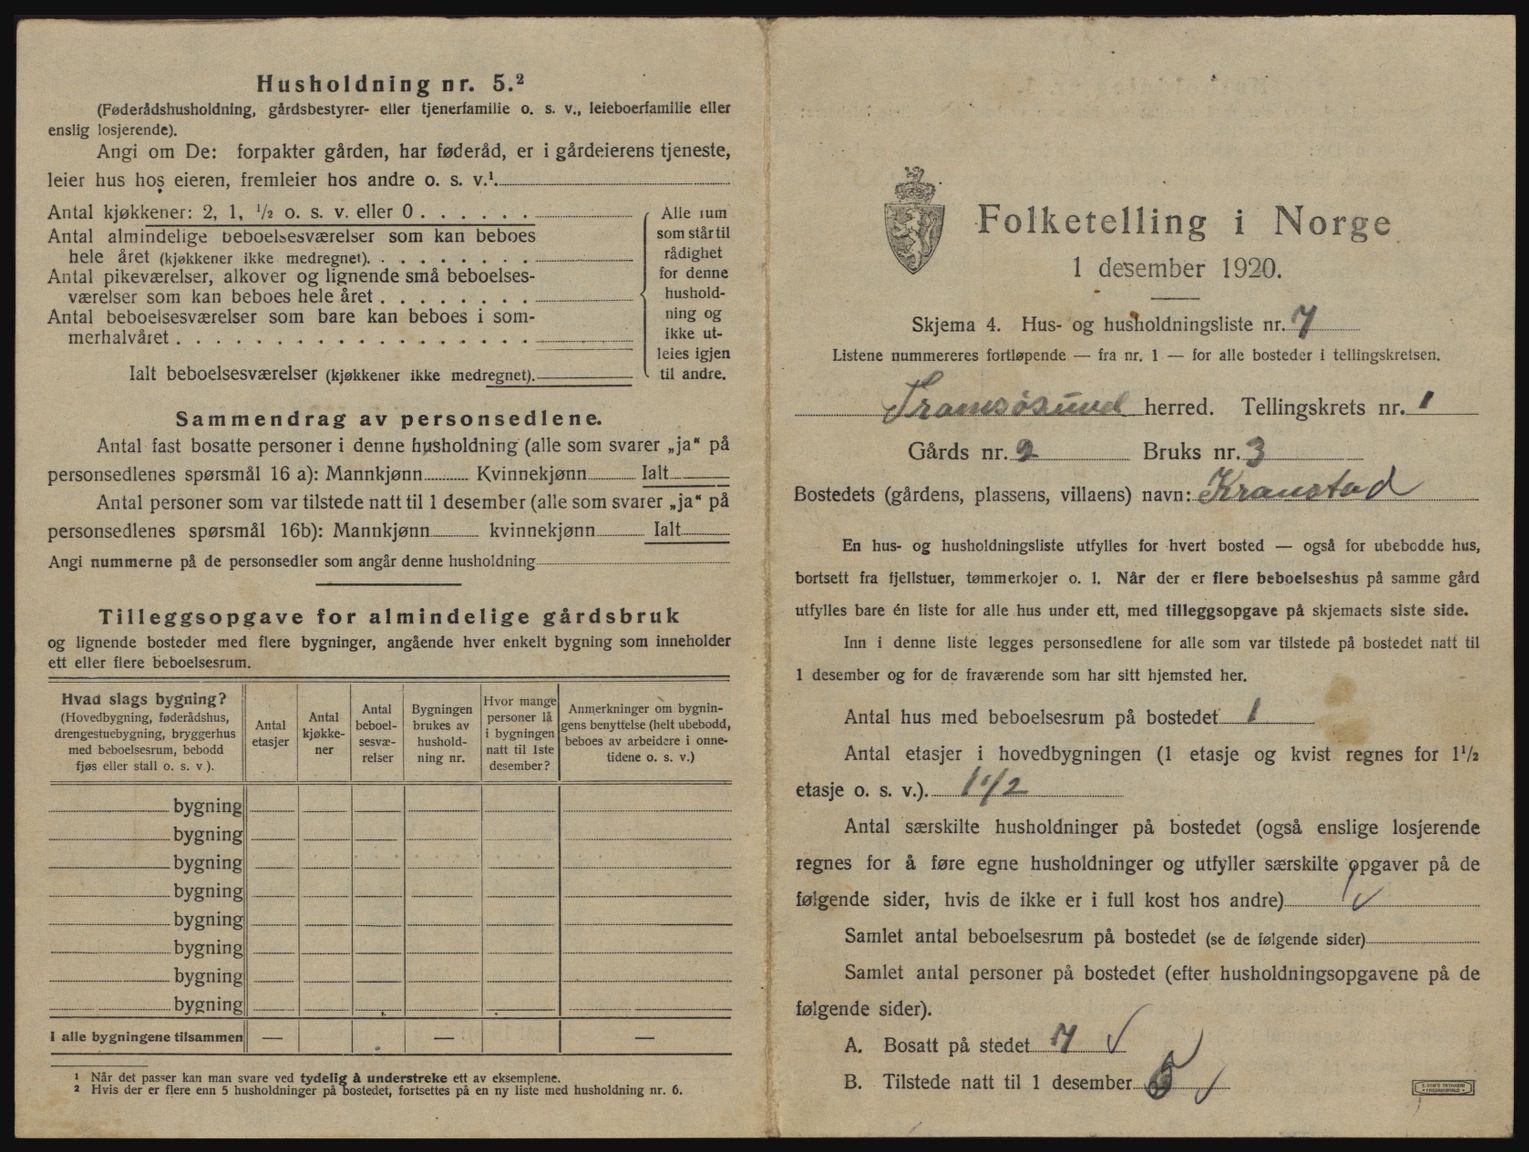 Husholdning nr. 5.²
(Føderådshusholdning, gårdsbestyrer- eller tjenerfamilie o. s. v., leieboerfamilie eller
enslig losjerende).
Angi om De: forpakter gården, har føderåd, er i gårdeierens tjeneste,
leier hus hos eieren, fremleier hos andre o. s. v.¹
Antal kjøkkener: 2, 1, ½ o. s. v. eller 0 . . . . . .
Antal almindelige beboelsesværelser som kan beboes
hele året (kjøkkener ikke medregnet). . . . . . . . .
Antal pikeværelser, alkover og lignende små beboelses-
værelser som kan beboes hele året . . . . . . . .
Antal beboelsesværelser som bare kan beboes i som-
merhalvåret . . . . . . . . . . . . . . . . . .
Ialt beboelsesværelser (kjøkkener ikke medregnet).
Alle rum
som står til
rådighet
for denne
hushold-
ning og
ikke ut-
leies igjen
til andre.
Sammendrag av personsedlene.
Antal fast bosatte personer i denne husholdning (alle som svarer „ja“ på
personsedlenes spørsmål 16 a): Mannkjønn Kvinnekjønn Ialt
Antal personer som var tilstede natt til 1 desember (alle som svarer „ja“ på
personsedlenes spørsmål 16b): Mannkjønn kvinnekjønn Ialt
Angi nummerne på de personsedler som angår denne husholdning
Tilleggsopgave for almindelige gårdsbruk
og lignende bosteder med flere bygninger, angående hver enkelt bygning som inneholder
ett eller flere beboelsesrum.
Hvad slags bygning?
(Hovedbygning, føderådshus,
drengestuebygning, bryggerhus
med beboelsesrum, bebodd
fjøs eller stall o. s. v.).
Antal
etasjer
Antal
kjøkke-
ner
Antal
beboel-
sesvæ-
relser
Bygningen
brukes av
hushold-
ning nr.
Hvor mange
personer lå
i bygningen
natt til 1ste
desember?
Anmerkninger om bygnin-
gens benyttelse (helt ubebodd,
beboes av arbeidere i onne-
tidene o. s. v.)
bygning
bygning
bygning
bygning
bygning
bygning
bygning
bygning
I alle bygningene tilsammen — — — —
¹ Når det passer kan man svare ved tydelig å understreke ett av eksemplene.
² Hvis der er flere enn 5 husholdninger på bostedet, fortsettes på en ny liste med husholdning nr. 6.
Folketelling i Norge
1 desember 1920.
Skjema 4. Hus- og husholdningsliste nr. 7
Listene nummereres fortløpende — fra nr. 1 — for alle bosteder i tellingskretsen.
Tromsøsund herred. Tellingskrets nr. 1
Gårds nr. 2 Bruks nr. 3
Bostedets (gårdens, plassens, villaens) navn: Kranstad
En hus- og husholdningsliste utfylles for hvert bosted — også for ubebodde hus,
bortsett fra fjellstuer, tømmerkojer o. l. Når der er flere beboelseshus på samme gård
utfylles bare én liste for alle hus under ett, med tilleggsopgave på skjemaets siste side.
Inn i denne liste legges personsedlene for alle som var tilstede på bostedet natt til
1 desember og for de fraværende som har sitt hjemsted her.
Antal hus med beboelsesrum på bostedet 1
Antal etasjer i hovedbygningen (1 etasje og kvist regnes for 1½
etasje o. s. v.). 1 1/2
Antal særskilte husholdninger på bostedet (også enslige losjerende
regnes for å føre egne husholdninger og utfyller særskilte opgaver på de
følgende sider, hvis de ikke er i full kost hos andre) 1
Samlet antal beboelsesrum på bostedet (se de følgende sider)
Samlet antal personer på bostedet (efter husholdningsopgavene på de
følgende sider).
A. Bosatt på stedet 7
B. Tilstede natt til 1 desember